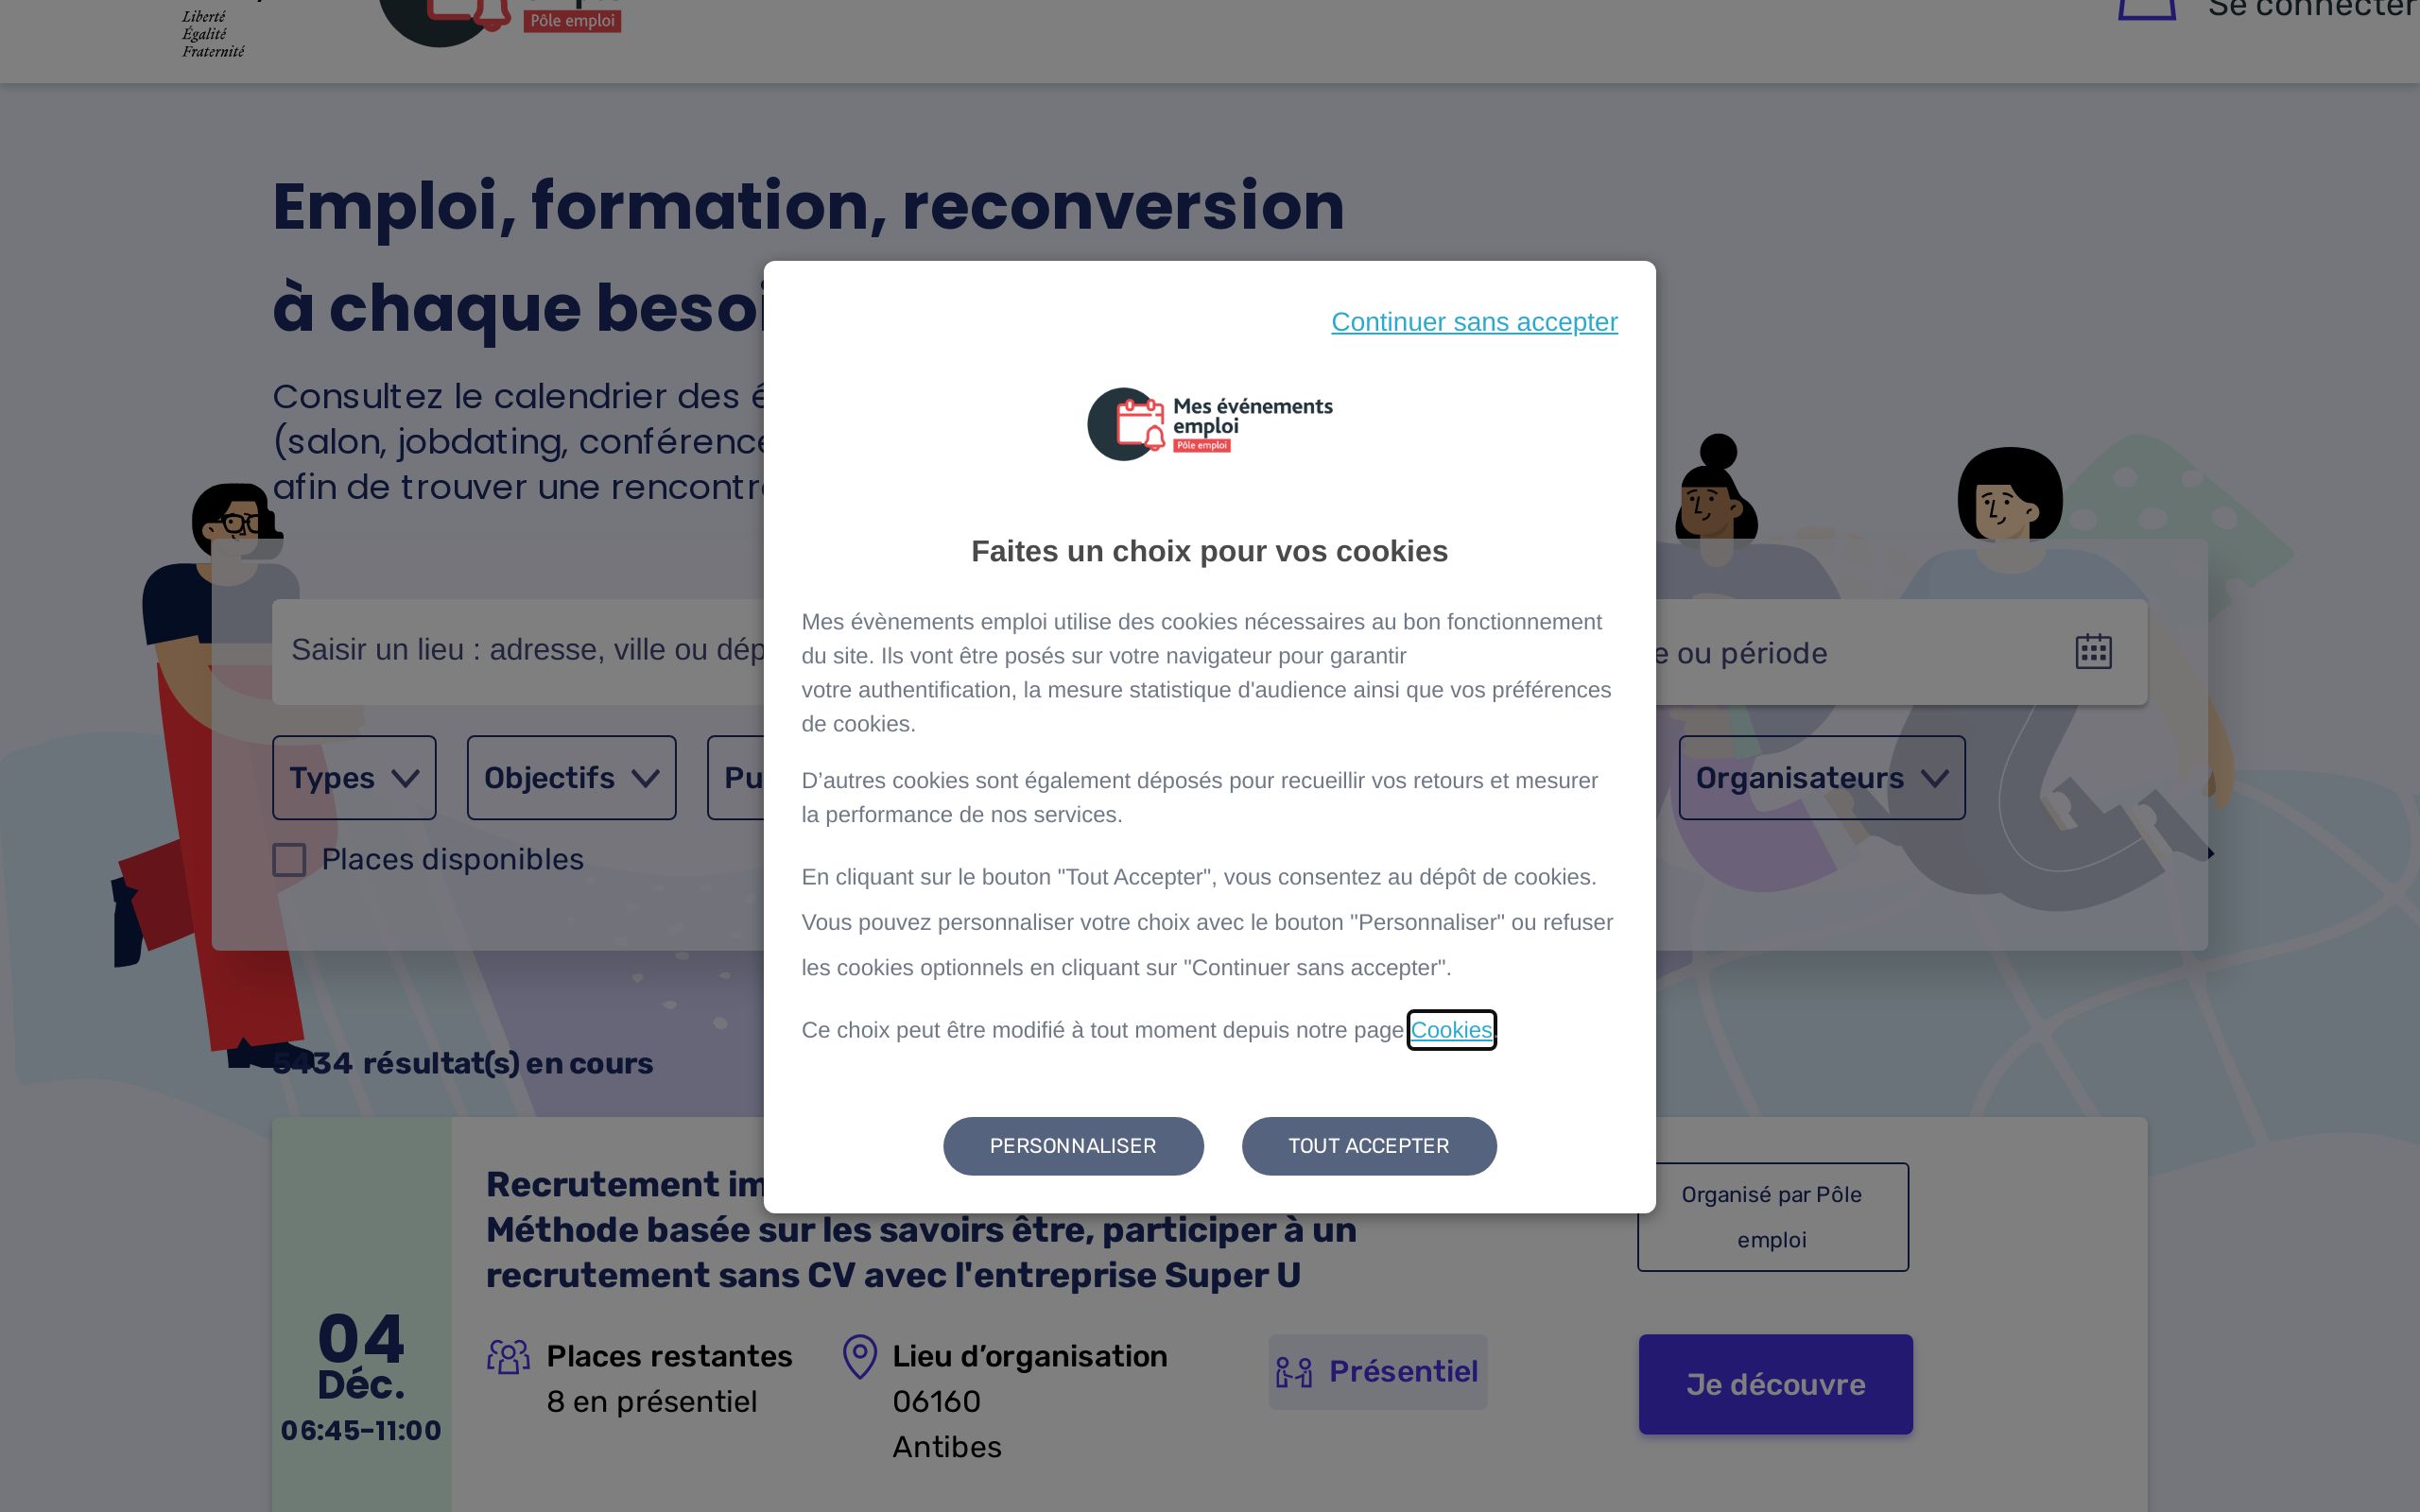 Liberté
Égalité
Fraternité
Pôle emploi
Se connecter
Emploi, formation, reconversion
à chaque besoi
Consultez le calendrier des é
(salon, jobdating, conférence
afin de trouver une rencontr
Continuer sans accepter
Mes événements
emploi
Pôle emploi
Faites un choix pour vos cookies
Mes évènements emploi utilise des cookies nécessaires au bon fonctionnement
du site. Ils vont être posés sur votre navigateur pour garantir
votre authentification, la mesure statistique d'audience ainsi que vos préférences
de cookies.
D’autres cookies sont également déposés pour recueillir vos retours et mesurer
la performance de nos services.
En cliquant sur le bouton "Tout Accepter", vous consentez au dépôt de cookies.
Vous pouvez personnaliser votre choix avec le bouton "Personnaliser" ou refuser
les cookies optionnels en cliquant sur "Continuer sans accepter".
Ce choix peut être modifié à tout moment depuis notre page Cookies.
PERSONNALISER
TOUT ACCEPTER
Saisir un lieu : adresse, ville ou dép
e ou période
Types
Objectifs
Pu
Organisateurs
Places disponibles
5434 résultat(s) en cours
04
Déc.
06:45-11:00
Recrutement im
Méthode basée sur les savoirs être, participer à un
recrutement sans CV avec l'entreprise Super U
Organisé par Pôle
emploi
Places restantes
8 en présentiel
Lieu d’organisation
06160
Antibes
Présentiel
Je découvre